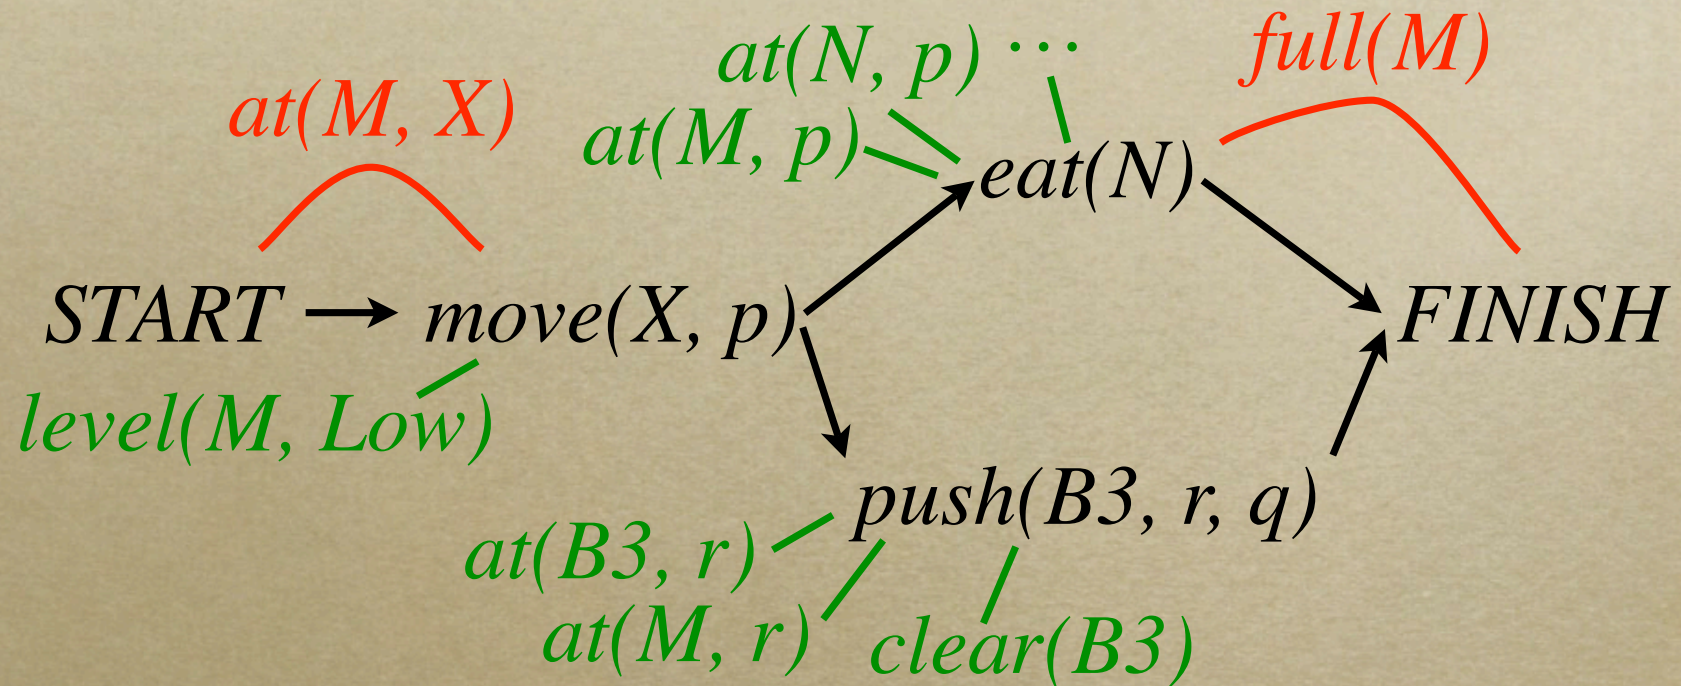 at(N, p) ...
full(M)
at(M, X)
at(M, p)
eat(N)
START
move(X, p)
FINISH
level(M, Low)
push(B3, r, q)
at(B3, r)
at(M, r)
clear(B3)